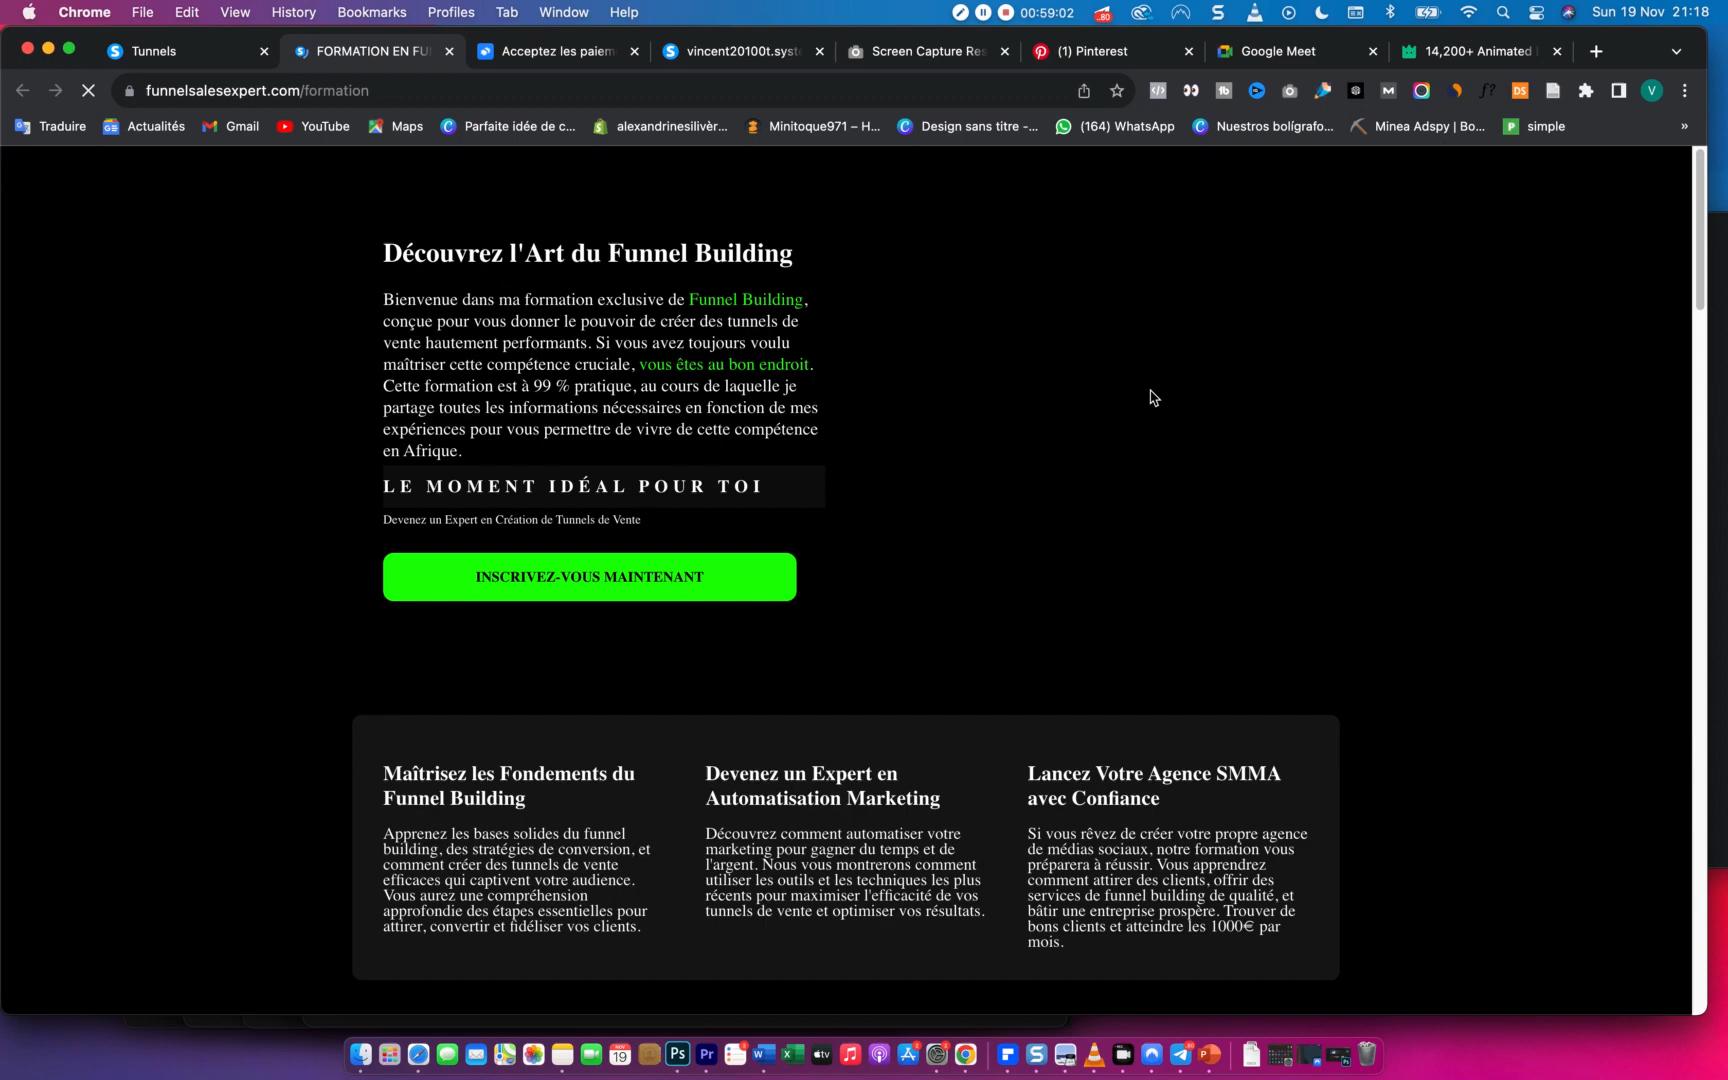 Chrome File Edit View History Bookmarks Profiles Tab Window Help 00:59:02 Sun 19 Nov 21:18
Tunnels FORMATION EN FU Acceptez les paiem vincent20100t.syst Screen Capture Res (1) Pinterest Google Meet 14,200+ Animated
funnelsalesexpert.com/formation
Traduire Actualités Gmail YouTube Maps Parfaite idée de c... alexandrinesilivèr... Minitoque971 – H... Design sans titre -... (164) WhatsApp Nuestros bolígrafo... Minea Adspy | Bo... simple »
Découvrez l'Art du Funnel Building
Bienvenue dans ma formation exclusive de Funnel Building,
conçue pour vous donner le pouvoir de créer des tunnels de
vente hautement performants. Si vous avez toujours voulu
maîtriser cette compétence cruciale, vous êtes au bon endroit.
Cette formation est à 99 % pratique, au cours de laquelle je
partage toutes les informations nécessaires en fonction de mes
expériences pour vous permettre de vivre de cette compétence
en Afrique.
LE MOMENT IDÉAL POUR TOI
Devenez un Expert en Création de Tunnels de Vente
INSCRIVEZ-VOUS MAINTENANT
Maîtrisez les Fondements du
Funnel Building
Apprenez les bases solides du funnel
building, des stratégies de conversion, et
comment créer des tunnels de vente
efficaces qui captivent votre audience.
Vous aurez une compréhension
approfondie des étapes essentielles pour
attirer, convertir et fidéliser vos clients.
Devenez un Expert en
Automatisation Marketing
Découvrez comment automatiser votre
marketing pour gagner du temps et de
l'argent. Nous vous montrerons comment
utiliser les outils et les techniques les plus
récents pour maximiser l'efficacité de vos
tunnels de vente et optimiser vos résultats.
Lancez Votre Agence SMMA
avec Confiance
Si vous rêvez de créer votre propre agence
de médias sociaux, notre formation vous
préparera à réussir. Vous apprendrez
comment attirer des clients, offrir des
services de funnel building de qualité, et
bâtir une entreprise prospère. Trouver de
bons clients et atteindre les 1000€ par
mois.